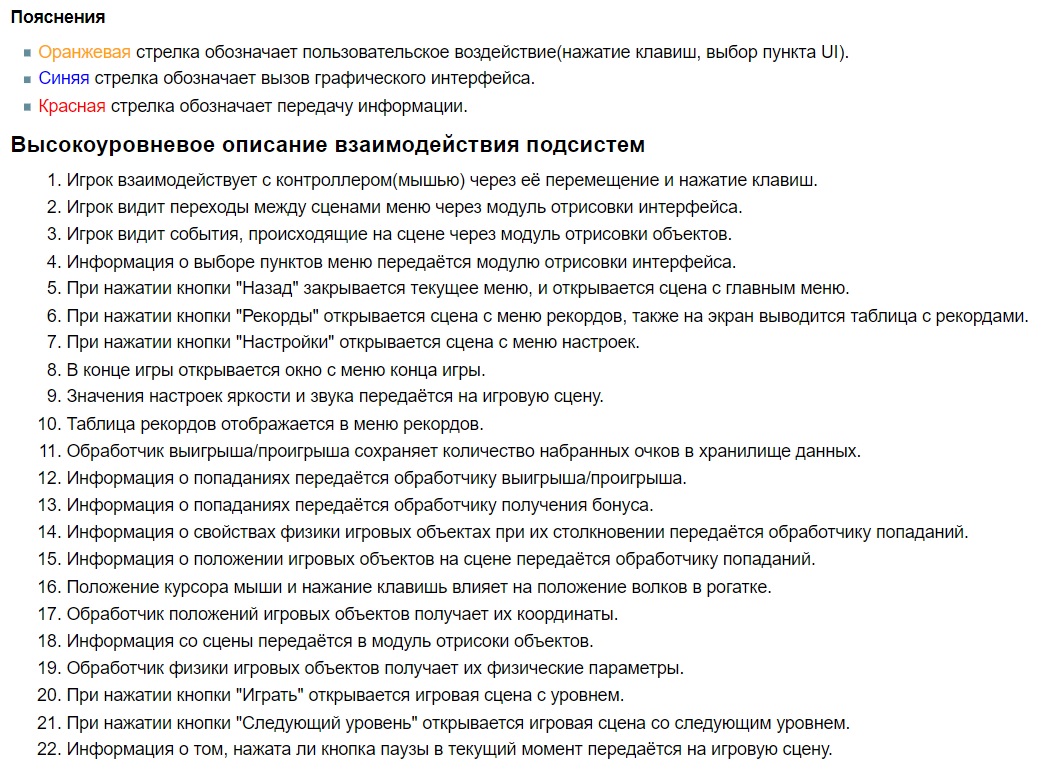 Пояснения
Оранжевая стрелка обозначает пользовательское воздействие(нажатие клавиш, выбор пункта UI).
Синяя стрелка обозначает вызов графического интерфейса.
Красная стрелка обозначает передачу информации.
Высокоуровневое описание взаимодействия подсистем
1. Игрок взаимодействует с контроллером(мышью) через её перемещение и нажатие клавиш.
2. Игрок видит переходы между сценами меню через модуль отрисовки интерфейса.
3. Игрок видит события, происходящие на сцене через модуль отрисовки объектов.
4. Информация о выборе пунктов меню передаётся модулю отрисовки интерфейса.
5. При нажатии кнопки "Назад" закрывается текущее меню, и открывается сцена с главным меню.
6. При нажатии кнопки "Рекорды" открывается сцена с меню рекордов, также на экран выводится таблица с рекордами.
7. При нажатии кнопки "Настройки" открывается сцена с меню настроек.
8. В конце игры открывается окно с меню конца игры.
9. Значения настроек яркости и звука передаётся на игровую сцену.
10. Таблица рекордов отображается в меню рекордов.
11. Обработчик выигрыша/проигрыша сохраняет количество набранных очков в хранилище данных.
12. Информация о попаданиях передаётся обработчику выигрыша/проигрыша.
13. Информация о попаданиях передаётся обработчику получения бонуса.
14. Информация о свойствах физики игровых объектах при их столкновении передаётся обработчику попаданий.
15. Информация о положении игровых объектов на сцене передаётся обработчику попаданий.
16. Положение курсора мыши и нажание клавишь влияет на положение волков в рогатке.
17. Обработчик положений игровых объектов получает их координаты.
18. Информация со сцены передаётся в модуль отрисоки объектов.
19. Обработчик физики игровых объектов получает их физические параметры.
20. При нажатии кнопки "Играть" открывается игровая сцена с уровнем.
21. При нажатии кнопки "Следующий уровень" открывается игровая сцена со следующим уровнем.
22. Информация о том, нажата ли кнопка паузы в текущий момент передаётся на игровую сцену.